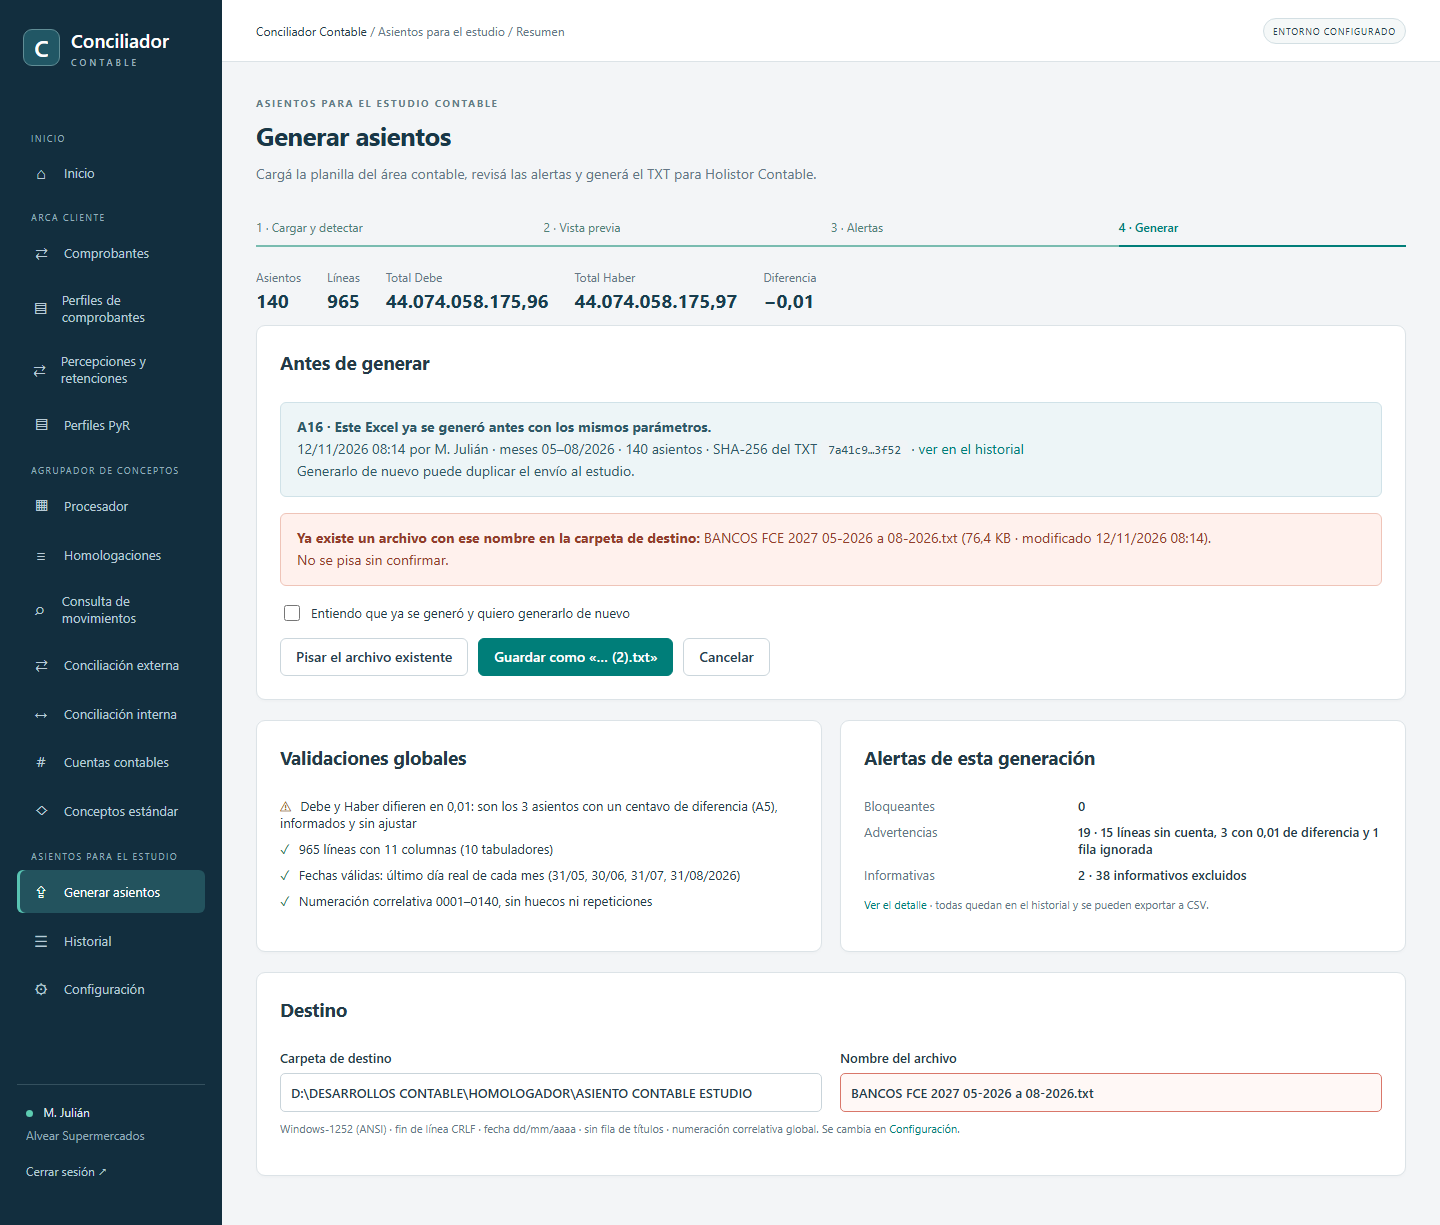 C
Conciliador
CONTABLE
INICIO
Inicio
ARCA CLIENTE
Comprobantes
Perfiles de
comprobantes
Percepciones y
retenciones
Perfiles PyR
AGRUPADOR DE CONCEPTOS
Procesador
Homologaciones
Consulta de
movimientos
Conciliación externa
Conciliación interna
# Cuentas contables
Conceptos estándar
ASIENTOS PARA EL ESTUDIO
Generar asientos
Historial
Configuración
M. Julián
Alvear Supermercados
Cerrar sesión ↗
Conciliador Contable / Asientos para el estudio / Resumen
ENTORNO CONFIGURADO
ASIENTOS PARA EL ESTUDIO CONTABLE
Generar asientos
Cargá la planilla del área contable, revisá las alertas y generá el TXT para Holistor Contable.
1 · Cargar y detectar
2 · Vista previa
3 · Alertas
4 · Generar
Asientos
140
Líneas
965
Total Debe
44.074.058.175,96
Total Haber
44.074.058.175,97
Diferencia
−0,01
Antes de generar
A16 · Este Excel ya se generó antes con los mismos parámetros.
12/11/2026 08:14 por M. Julián · meses 05–08/2026 · 140 asientos · SHA-256 del TXT 7a41c9…3f52 · ver en el historial
Generarlo de nuevo puede duplicar el envío al estudio.
Ya existe un archivo con ese nombre en la carpeta de destino: BANCOS FCE 2027 05-2026 a 08-2026.txt (76,4 KB · modificado 12/11/2026 08:14).
No se pisa sin confirmar.
Entiendo que ya se generó y quiero generarlo de nuevo
Pisar el archivo existente
Guardar como «… (2).txt»
Cancelar
Validaciones globales
⚠ Debe y Haber difieren en 0,01: son los 3 asientos con un centavo de diferencia (A5),
informados y sin ajustar
✓ 965 líneas con 11 columnas (10 tabuladores)
✓ Fechas válidas: último día real de cada mes (31/05, 30/06, 31/07, 31/08/2026)
✓ Numeración correlativa 0001–0140, sin huecos ni repeticiones
Alertas de esta generación
Bloqueantes
0
Advertencias
19 · 15 líneas sin cuenta, 3 con 0,01 de diferencia y 1
fila ignorada
Informativas
2 · 38 informativos excluidos
Ver el detalle · todas quedan en el historial y se pueden exportar a CSV.
Destino
Carpeta de destino
D:\DESARROLLOS CONTABLE\HOMOLOGADOR\ASIENTO CONTABLE ESTUDIO
Nombre del archivo
BANCOS FCE 2027 05-2026 a 08-2026.txt
Windows-1252 (ANSI) · fin de línea CRLF · fecha dd/mm/aaaa · sin fila de títulos · numeración correlativa global. Se cambia en Configuración.